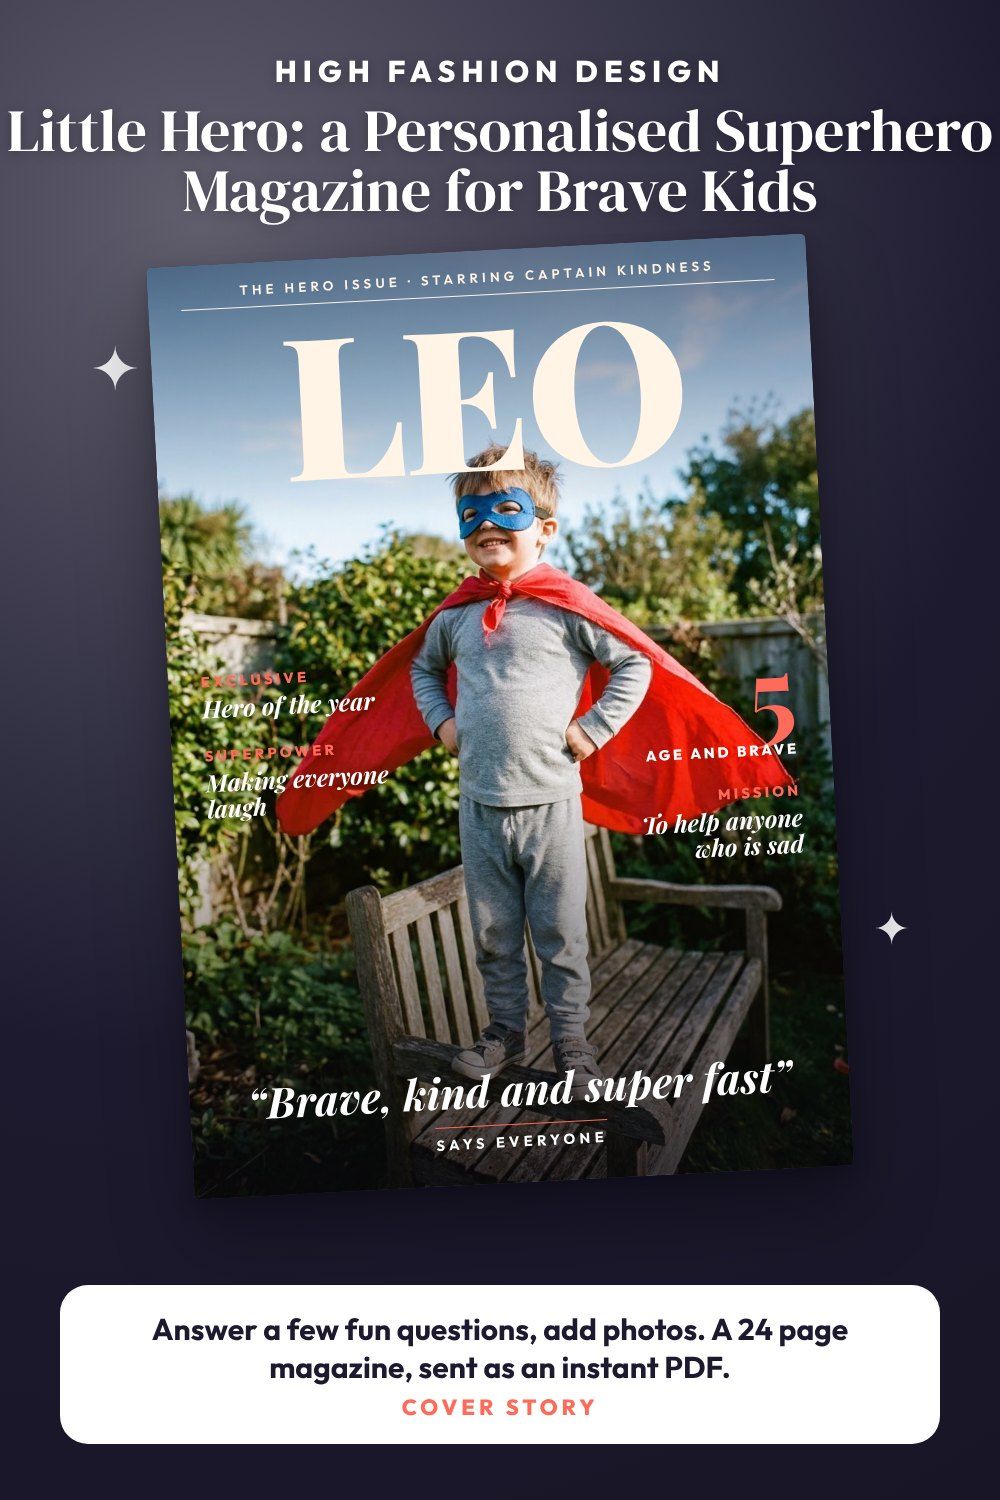 HIGH FASHION DESIGN
Little Hero: a Personalised Superhero
Magazine for Brave Kids
THE HERO ISSUE · STARRING CAPTAIN KINDNESS
LEO
EXCLUSIVE
Hero of the year
SUPERPOWER
Making everyone
laugh
5
AGE AND BRAVE
MISSION
To help anyone
who is sad
“Brave, kind and super fast”
SAYS EVERYONE
Answer a few fun questions, add photos. A 24 page
magazine, sent as an instant PDF.
COVER STORY